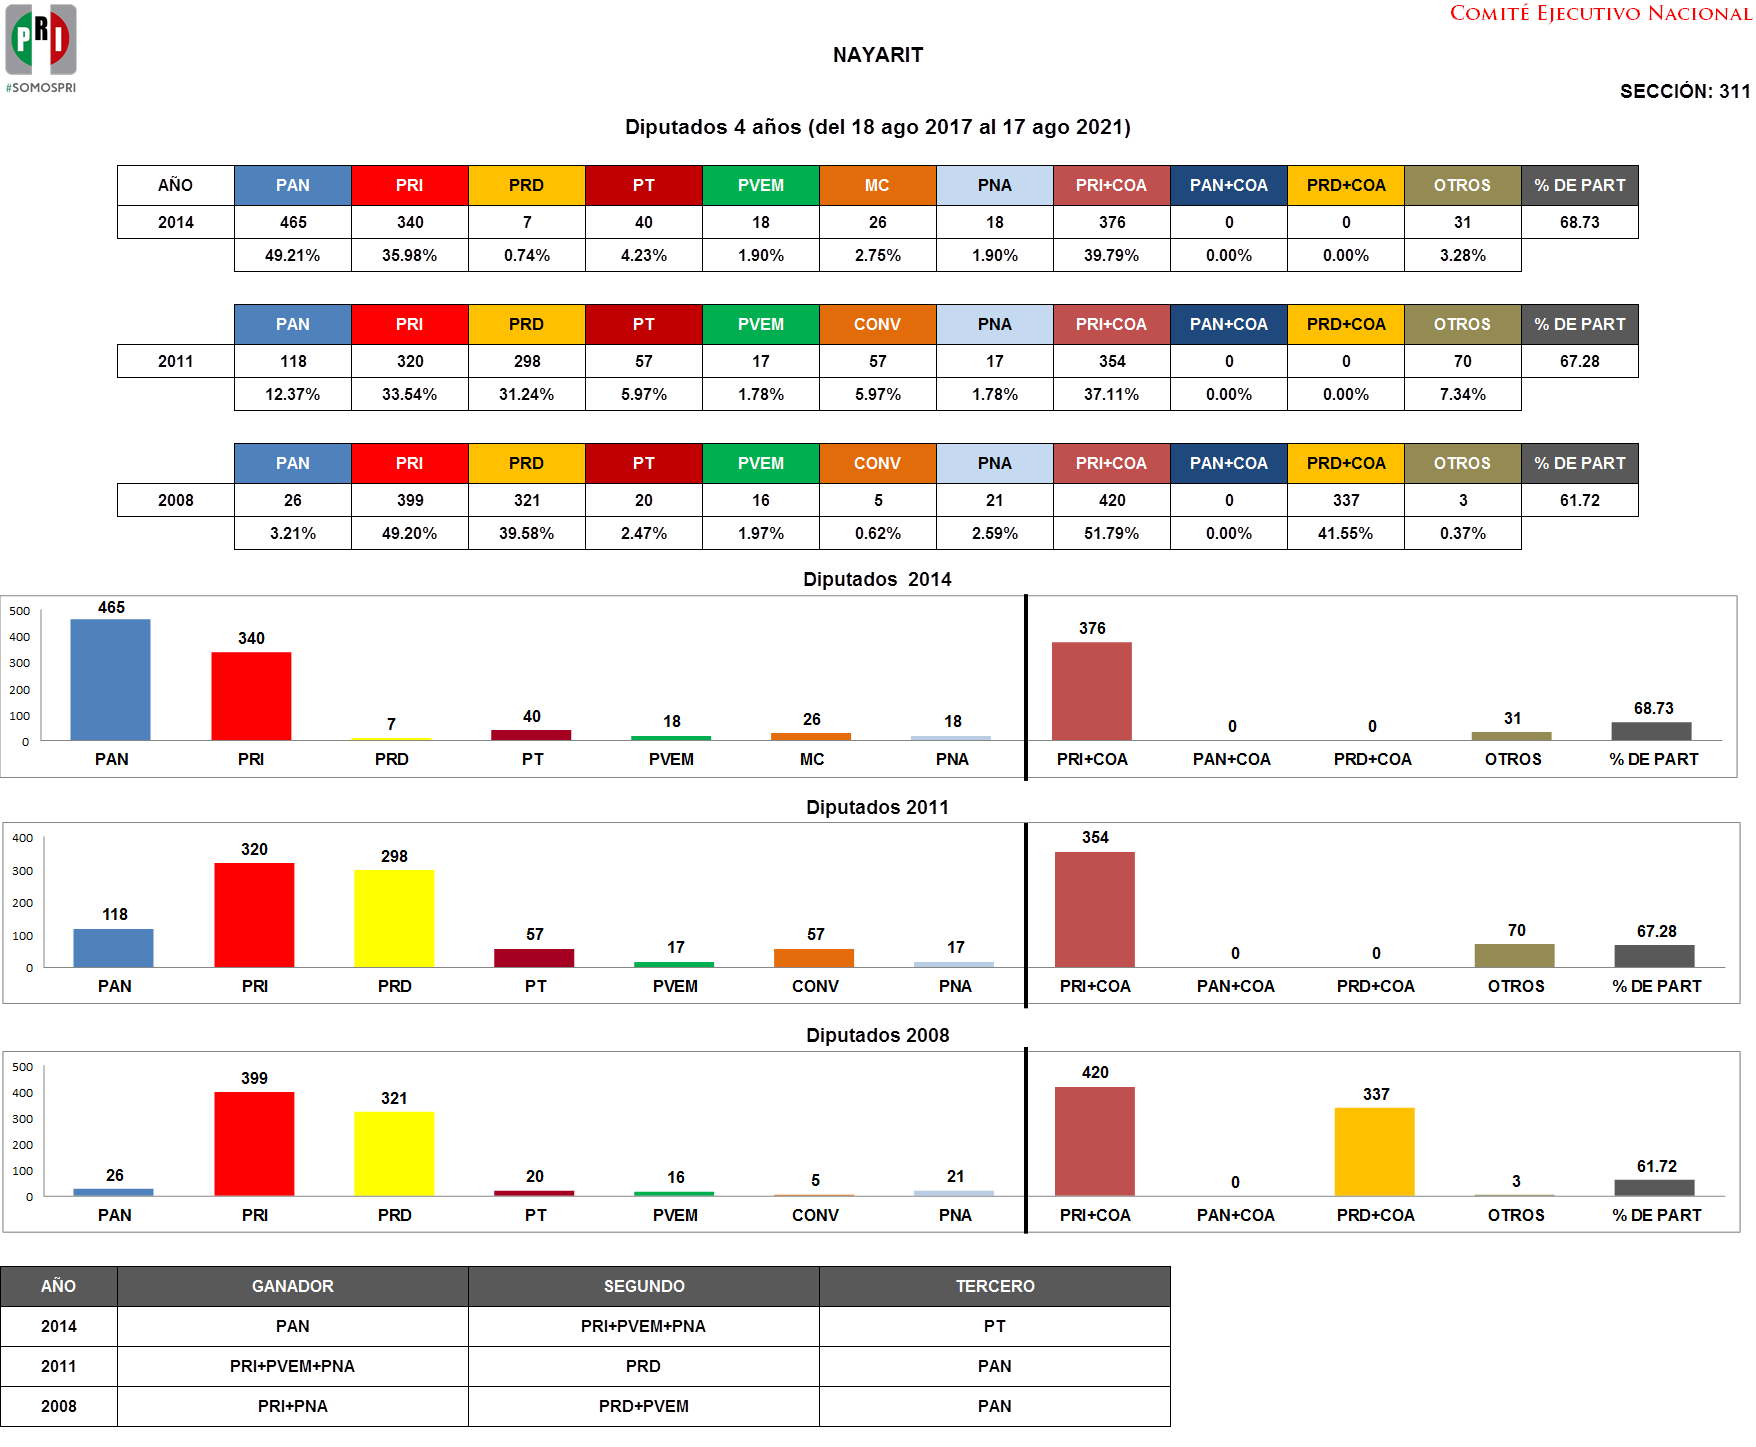 COMITÉ EJECUTIVO NACIONAL
PRI
#SOMOSPRI
NAYARIT
SECCIÓN: 311
Diputados 4 años (del 18 ago 2017 al 17 ago 2021)
AÑO PAN PRI PRD PT PVEM MC PNA PRI+COA PAN+COA PRD+COA OTROS % DE PART
2014 465 340 7 40 18 26 18 376 0 0 31 68.73
49.21% 35.98% 0.74% 4.23% 1.90% 2.75% 1.90% 39.79% 0.00% 0.00% 3.28%
PAN PRI PRD PT PVEM CONV PNA PRI+COA PAN+COA PRD+COA OTROS % DE PART
2011 118 320 298 57 17 57 17 354 0 0 70 67.28
12.37% 33.54% 31.24% 5.97% 1.78% 5.97% 1.78% 37.11% 0.00% 0.00% 7.34%
PAN PRI PRD PT PVEM CONV PNA PRI+COA PAN+COA PRD+COA OTROS % DE PART
2008 26 399 321 20 16 5 21 420 0 337 3 61.72
3.21% 49.20% 39.58% 2.47% 1.97% 0.62% 2.59% 51.79% 0.00% 41.55% 0.37%
Diputados 2014
500
400
300
200
100
0
465 340 7 40 18 26 18 376 0 0 31 68.73
PAN PRI PRD PT PVEM MC PNA PRI+COA PAN+COA PRD+COA OTROS % DE PART
Diputados 2011
400
300
200
100
0
118 320 298 57 17 57 17 354 0 0 70 67.28
PAN PRI PRD PT PVEM CONV PNA PRI+COA PAN+COA PRD+COA OTROS % DE PART
Diputados 2008
500
400
300
200
100
0
26 399 321 20 16 5 21 420 0 337 3 61.72
PAN PRI PRD PT PVEM CONV PNA PRI+COA PAN+COA PRD+COA OTROS % DE PART
AÑO GANADOR SEGUNDO TERCERO
2014 PAN PRI+PVEM+PNA PT
2011 PRI+PVEM+PNA PRD PAN
2008 PRI+PNA PRD+PVEM PAN